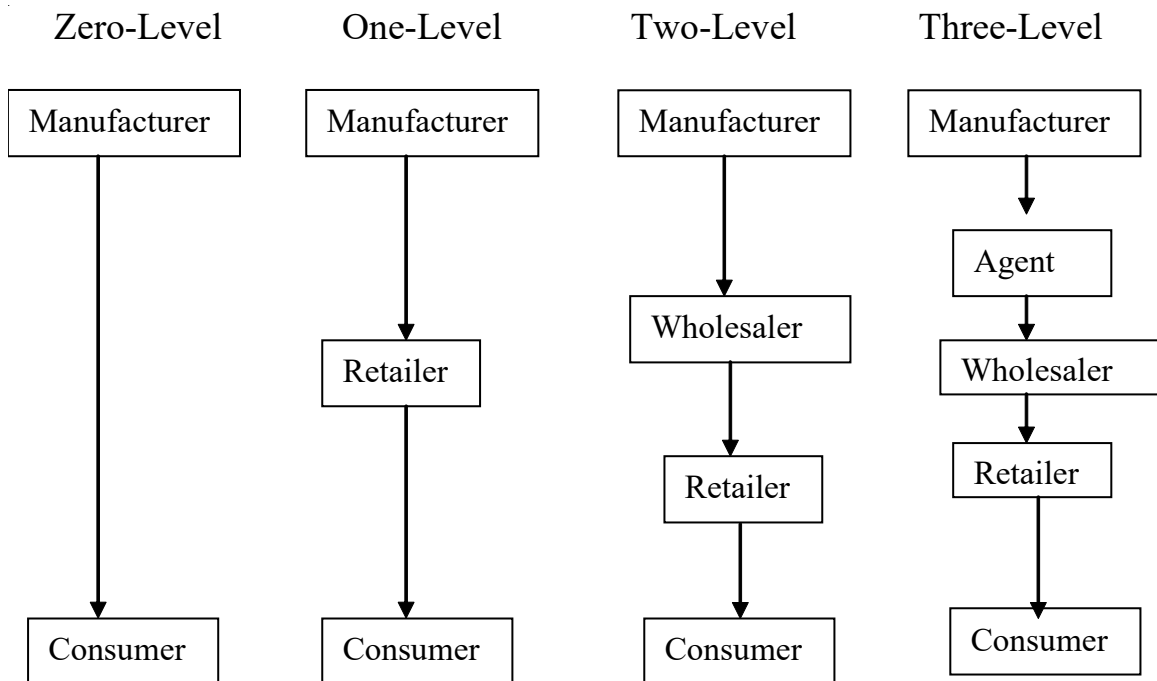 Zero-Level One-Level Two-Level Three-Level
Manufacturer Manufacturer Manufacturer Manufacturer
Agent
Wholesaler
Wholesaler
Retailer
Retailer
Retailer
Consumer Consumer Consumer Consumer